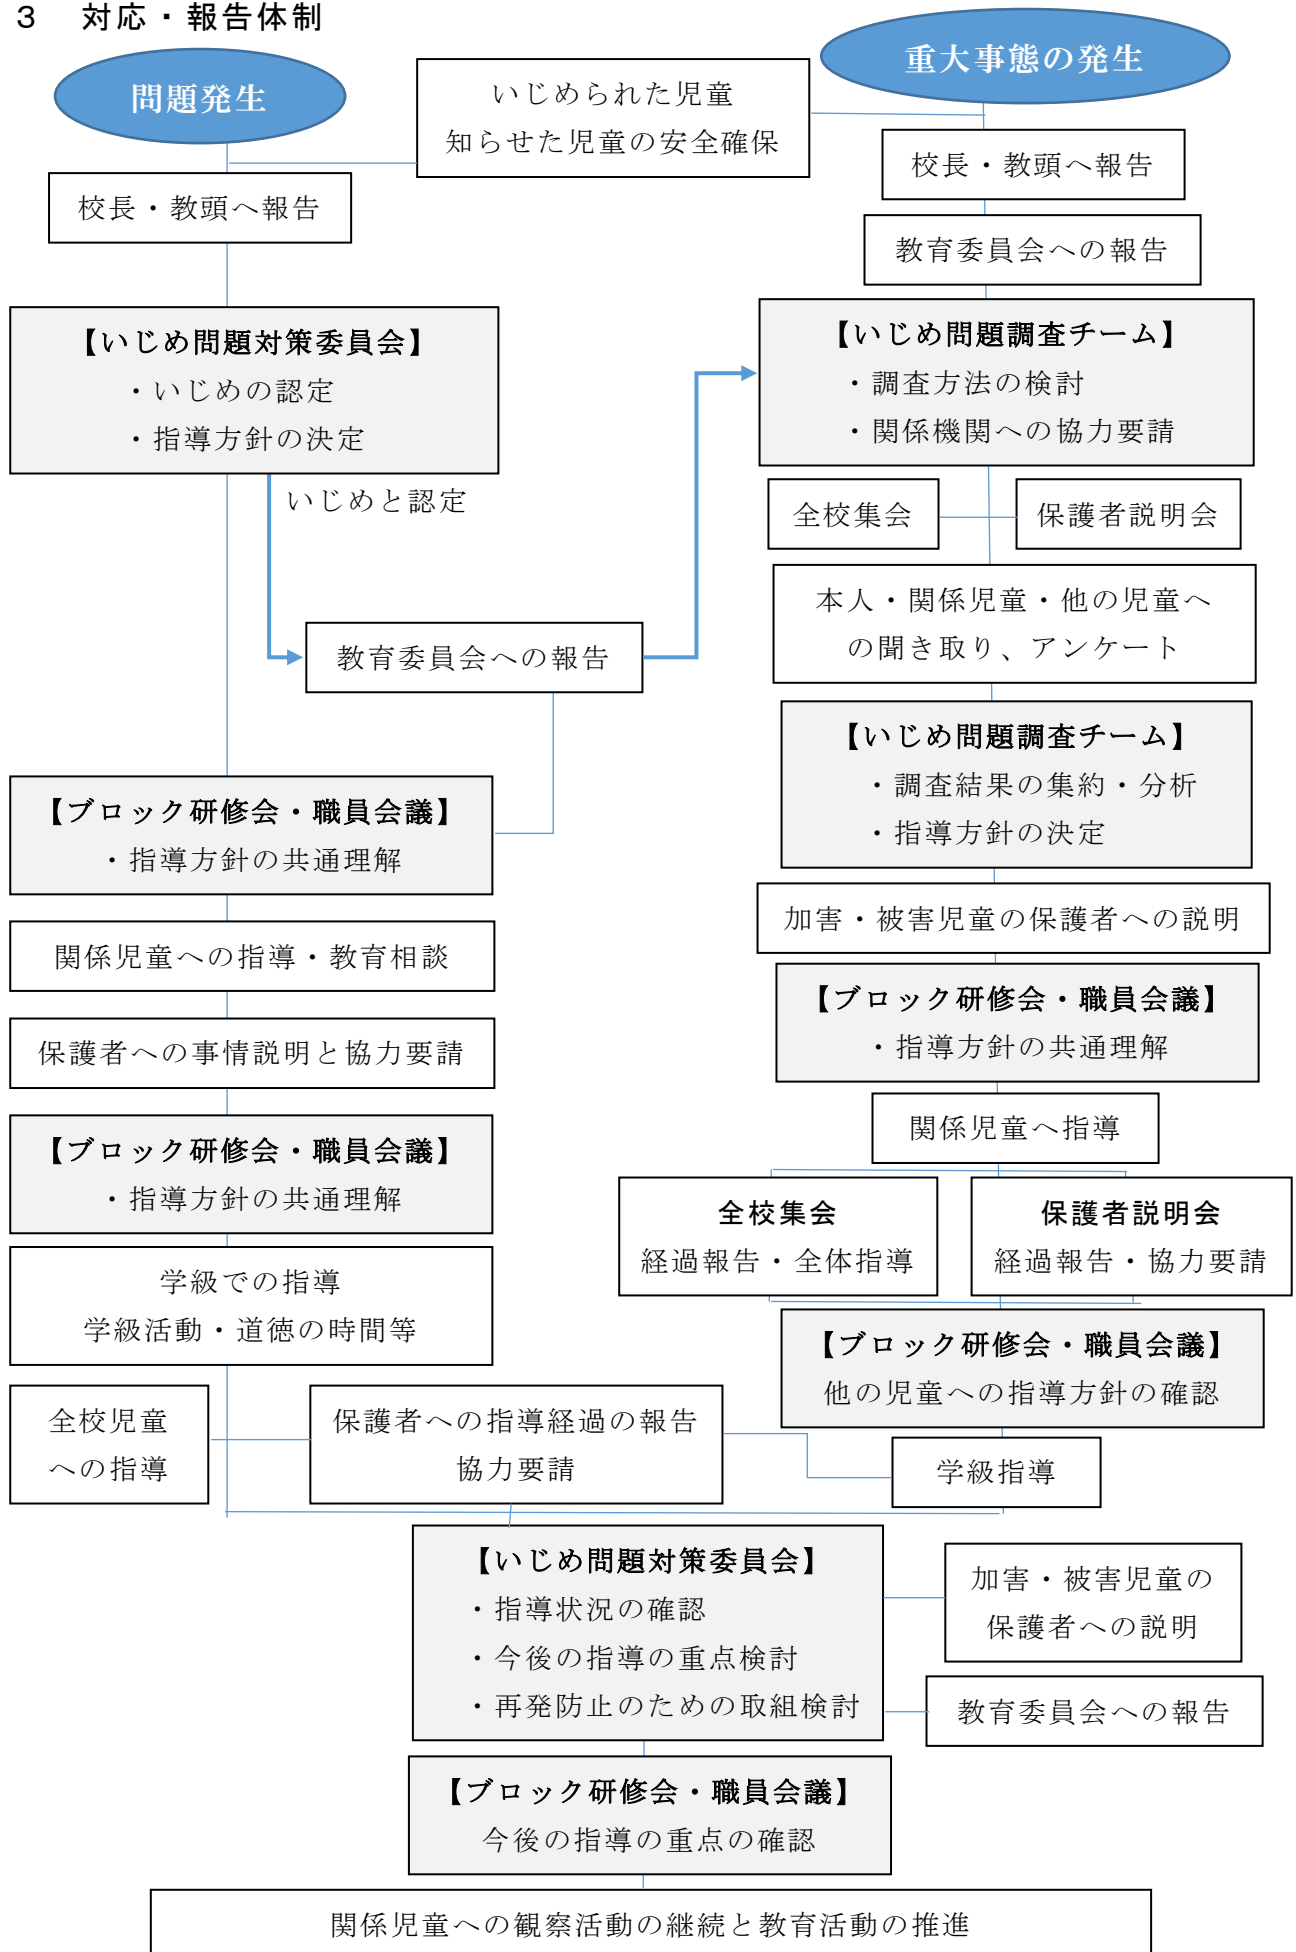 ３　対応・報告体制
問題発生
重大事態の発生
いじめられた児童
知らせた児童の安全確保
校長・教頭へ報告
校長・教頭へ報告
教育委員会への報告
【いじめ問題対策委員会】
・いじめの認定
・指導方針の決定
【いじめ問題調査チーム】
・調査方法の検討
・関係機関への協力要請
いじめと認定
全校集会
保護者説明会
本人・関係児童・他の児童へ
の聞き取り、アンケート
教育委員会への報告
【いじめ問題調査チーム】
・調査結果の集約・分析
・指導方針の決定
【ブロック研修会・職員会議】
・指導方針の共通理解
加害・被害児童の保護者への説明
関係児童への指導・教育相談
【ブロック研修会・職員会議】
・指導方針の共通理解
保護者への事情説明と協力要請
関係児童へ指導
【ブロック研修会・職員会議】
・指導方針の共通理解
全校集会
経過報告・全体指導
保護者説明会
経過報告・協力要請
学級での指導
学級活動・道徳の時間等
【ブロック研修会・職員会議】
他の児童への指導方針の確認
全校児童
への指導
保護者への指導経過の報告
協力要請
学級指導
【いじめ問題対策委員会】
・指導状況の確認
・今後の指導の重点検討
・再発防止のための取組検討
加害・被害児童の
保護者への説明
教育委員会への報告
【ブロック研修会・職員会議】
今後の指導の重点の確認
関係児童への観察活動の継続と教育活動の推進